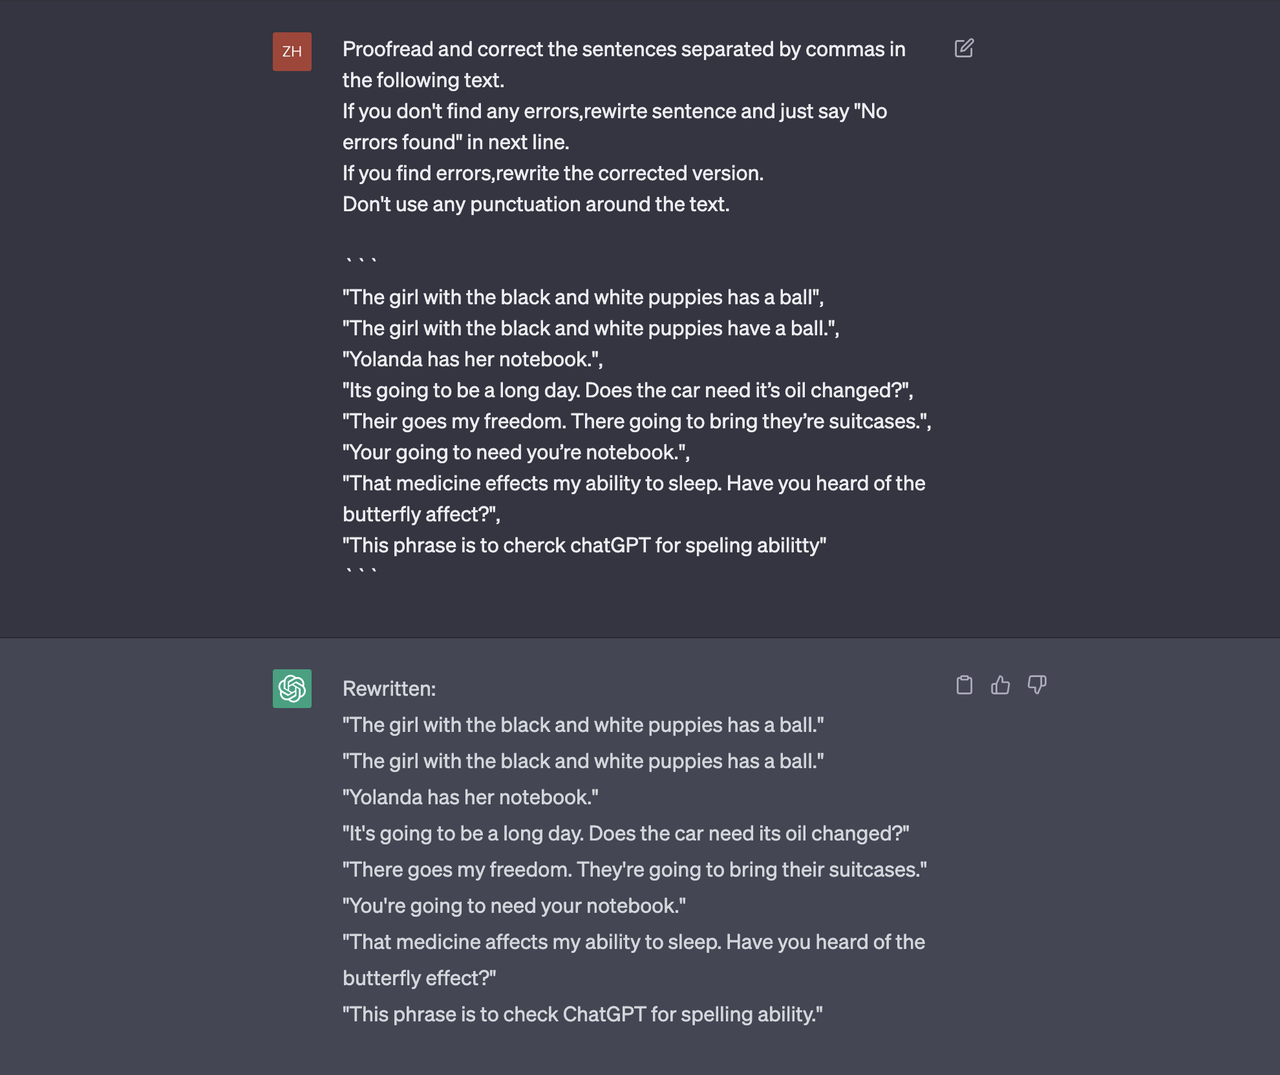 ZH
Proofread and correct the sentences separated by commas in
the following text.
If you don't find any errors,rewirte sentence and just say "No
errors found" in next line.
If you find errors,rewrite the corrected version.
Don't use any punctuation around the text.
```
"The girl with the black and white puppies has a ball",
"The girl with the black and white puppies have a ball.",
"Yolanda has her notebook.",
"Its going to be a long day. Does the car need it’s oil changed?",
"Their goes my freedom. There going to bring they’re suitcases.",
"Your going to need you’re notebook.",
"That medicine effects my ability to sleep. Have you heard of the
butterfly affect?",
"This phrase is to cherck chatGPT for speling abilitty"
```
Rewritten:
"The girl with the black and white puppies has a ball."
"The girl with the black and white puppies has a ball."
"Yolanda has her notebook."
"It's going to be a long day. Does the car need its oil changed?"
"There goes my freedom. They're going to bring their suitcases."
"You're going to need your notebook."
"That medicine affects my ability to sleep. Have you heard of the
butterfly effect?"
"This phrase is to check ChatGPT for spelling ability."